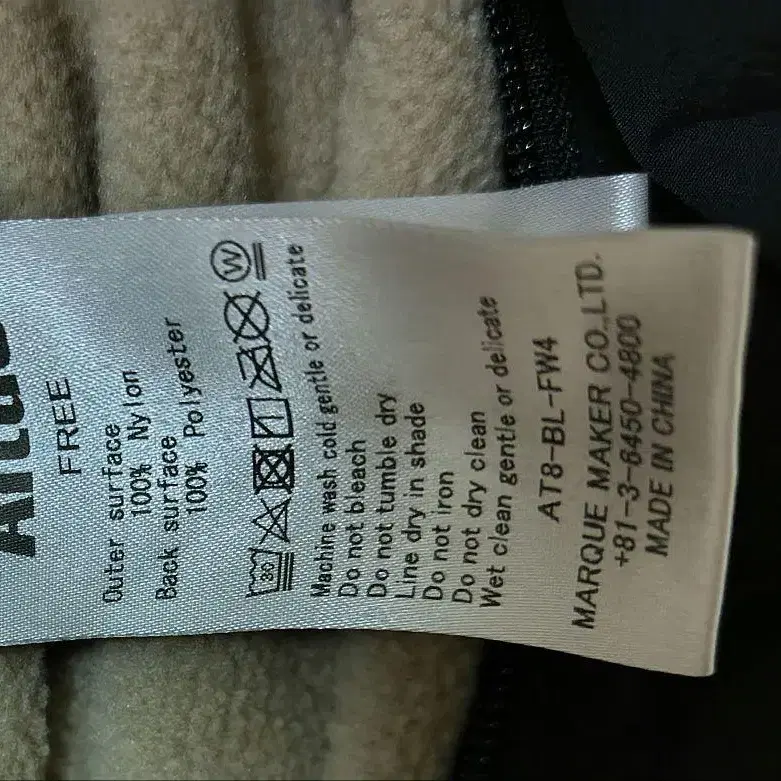 FREE
Outer surface
100% Nylon
Back surface
100% Polyester
30
W
Machine wash cold gentle or delicate
Do not bleach
Do not tumble dry
Line dry in shade
Do not iron
Do not dry clean
Wet clean gentle or delicate
AT8-BL-FW4
MARQUE MAKER CO.,LTD.
+81-3-6450-4800
MADE IN CHINA